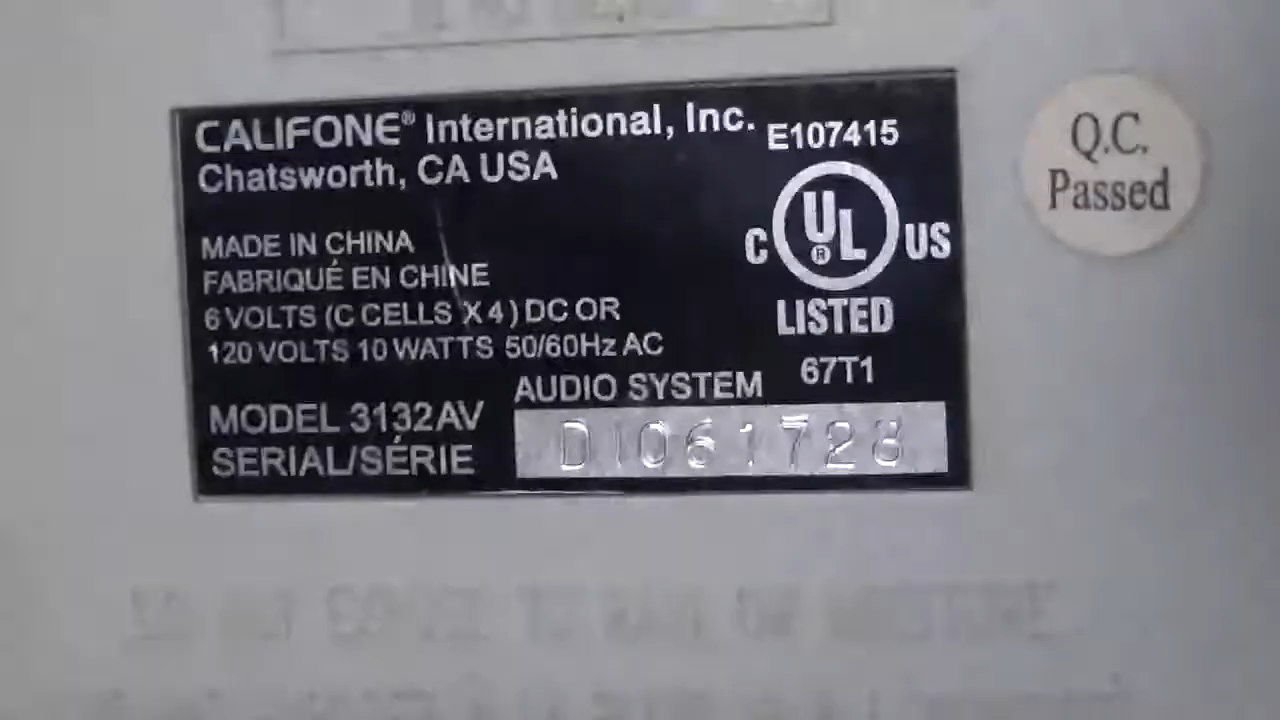 CALIFONE® International, Inc.
Chatsworth, CA USA
E107415
C UL® US
LISTED
67T1
MADE IN CHINA
FABRIQUÉ EN CHINE
6 VOLTS (C CELLS X 4) DC OR
120 VOLTS 10 WATTS 50/60Hz AC
AUDIO SYSTEM
MODEL 3132AV
SERIAL/SÉRIE D1061728
Q.C.
Passed